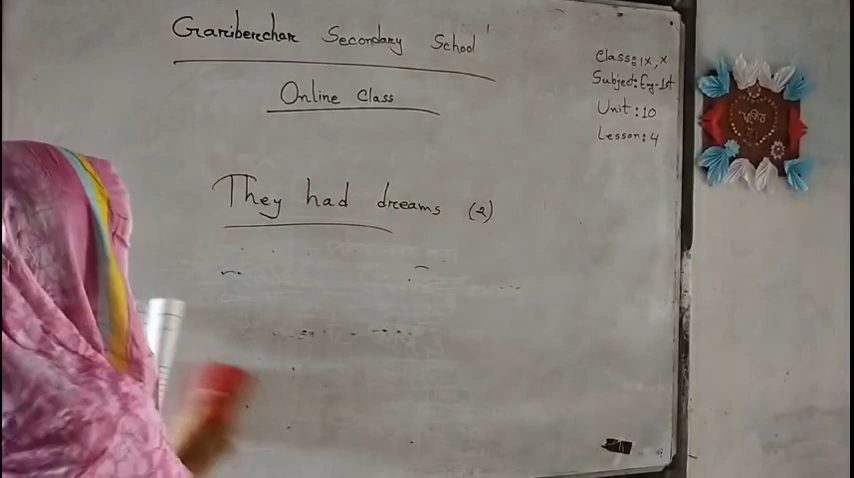 Gariberchar Secondary School
Online Class
Class: IX, X
Subject: Eng-1st
Unit: 10
Lesson: 4
They had dreams (2)